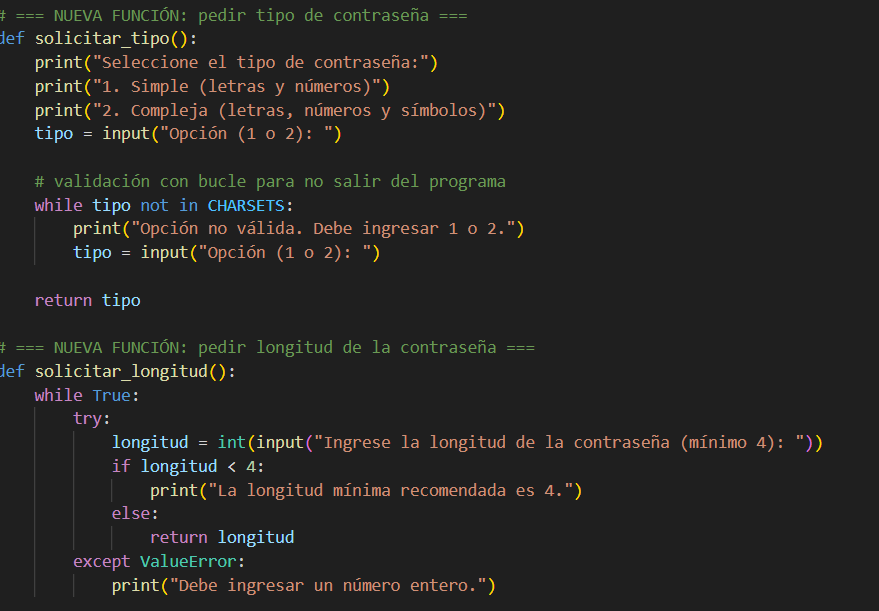 # === NUEVA FUNCIÓN: pedir tipo de contraseña ===
def solicitar_tipo():
    print("Seleccione el tipo de contraseña:")
    print("1. Simple (letras y números)")
    print("2. Compleja (letras, números y símbolos)")
    tipo = input("Opción (1 o 2): ")

    # validación con bucle para no salir del programa
    while tipo not in CHARSETS:
        print("Opción no válida. Debe ingresar 1 o 2.")
        tipo = input("Opción (1 o 2): ")

    return tipo

# === NUEVA FUNCIÓN: pedir longitud de la contraseña ===
def solicitar_longitud():
    while True:
        try:
            longitud = int(input("Ingrese la longitud de la contraseña (mínimo 4): "))
            if longitud < 4:
                print("La longitud mínima recomendada es 4.")
            else:
                return longitud
        except ValueError:
            print("Debe ingresar un número entero.")